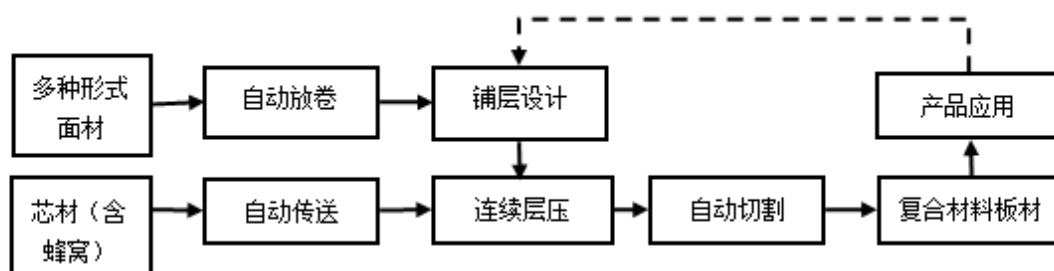 多种形式
面材
自动放卷
铺层设计
产品应用
芯材（含
蜂窝）
自动传送
连续层压
自动切割
复合材料板材